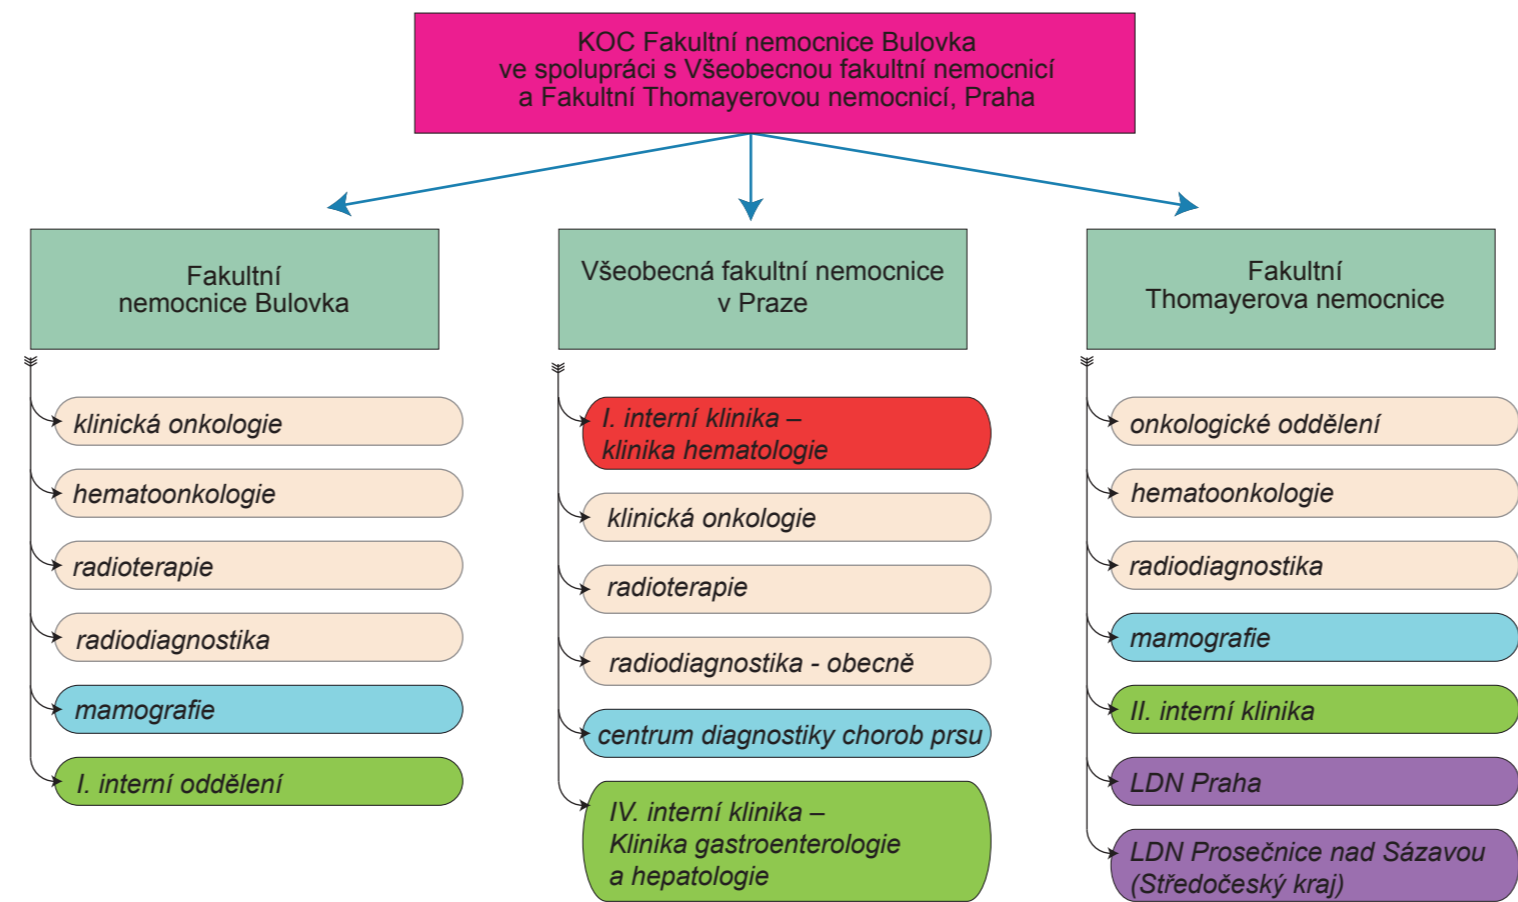 KOC Fakultní nemocnice Bulovka
ve spolupráci s Všeobecnou fakultní nemocnicí
a Fakultní Thomayerovou nemocnicí, Praha
Fakultní
nemocnice Bulovka
klinická onkologie
hematoonkologie
radioterapie
radiodiagnostika
mamografie
I. interní oddělení
Všeobecná fakultní nemocnice
v Praze
I. interní klinika –
klinika hematologie
klinická onkologie
radioterapie
radiodiagnostika - obecně
centrum diagnostiky chorob prsu
IV. interní klinika –
Klinika gastroenterologie
a hepatologie
Fakultní
Thomayerova nemocnice
onkologické oddělení
hematoonkologie
radiodiagnostika
mamografie
II. interní klinika
LDN Praha
LDN Prosečnice nad Sázavou
(Středočeský kraj)